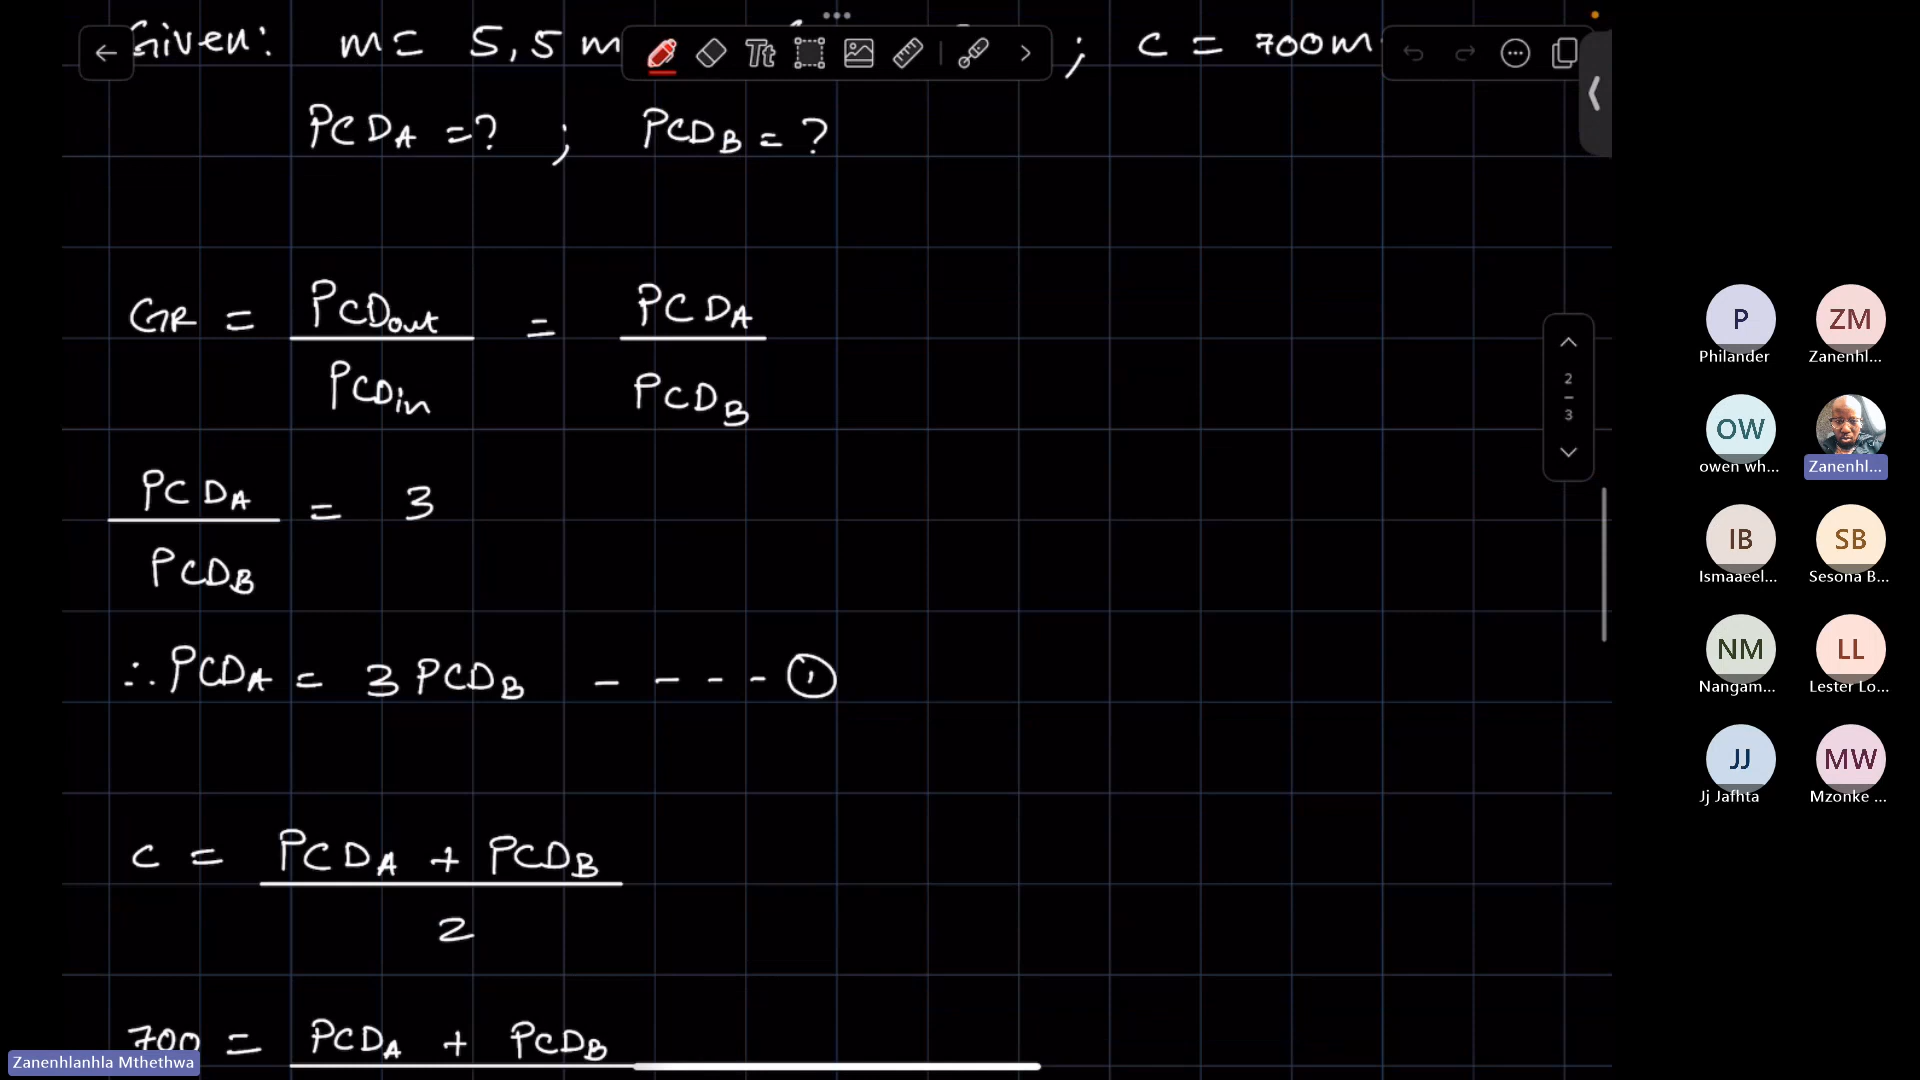 Given: m = 5,5 m ; c = 700m
PCDA =? ; PCDB = ?
GR = PCDout / PCDin = PCDA / PCDB
PCDA / PCDB = 3
∴ PCDA = 3 PCDB - - - - ①
c = PCDA + PCDB / 2
700 = PCDA + PCDB
Tt
2
3
P ZM
Philander Zanenhl...
OW
owen wh... Zanenhl...
IB SB
Ismaaeel... Sesona B...
NM LL
Nangam... Lester Lo...
JJ MW
Jj Jafhta Mzonke ...
Zanenhlanhla Mthethwa